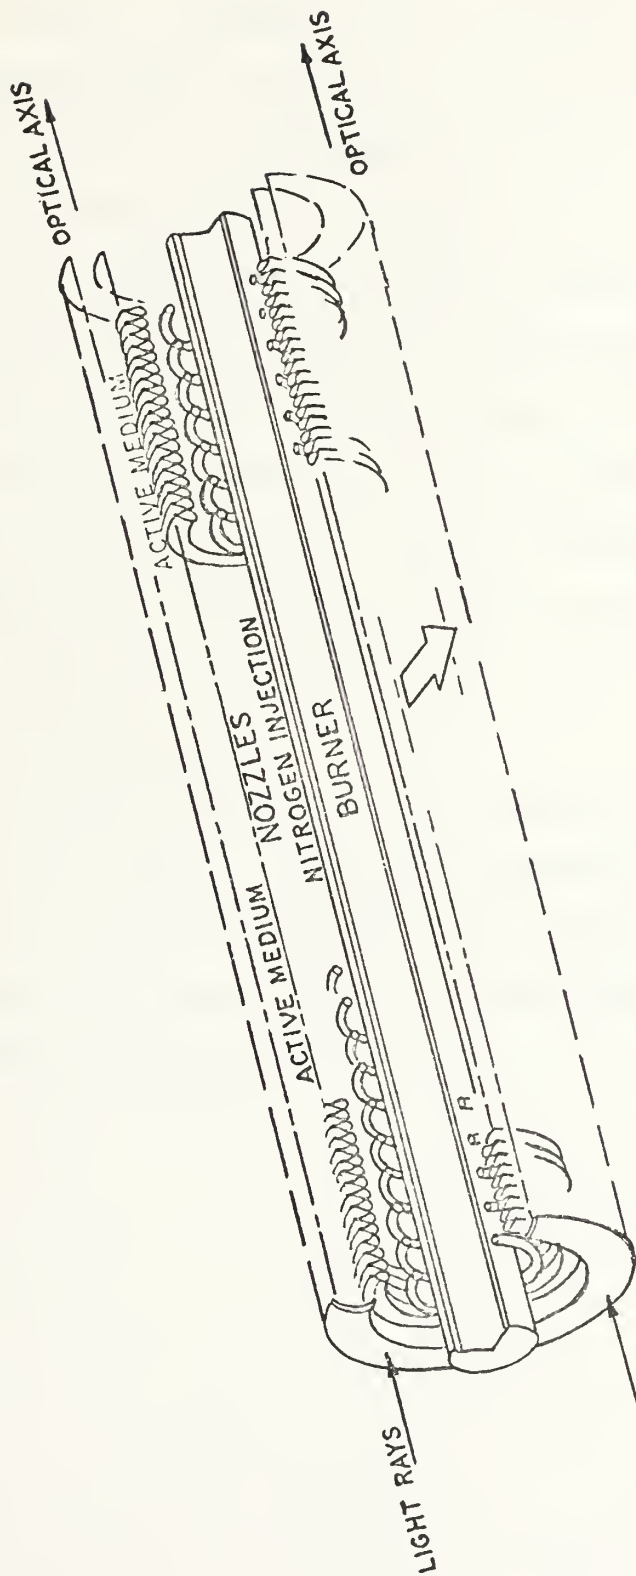 OPTICAL AXIS
OPTICAL AXIS
ACTIVE MEDIUM
NOZZLES
NITROGEN INJECTION
BURNER
ACTIVE MEDIUM
LIGHT RAYS